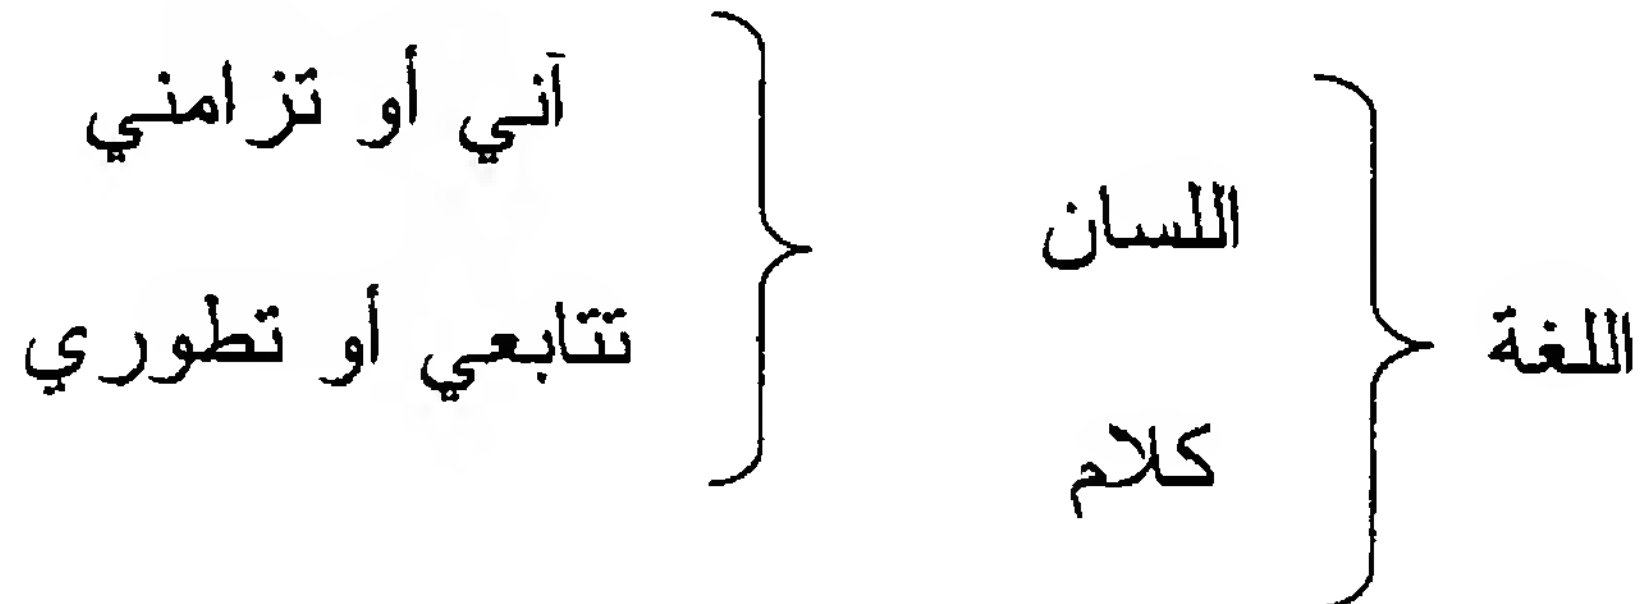 اللغة
اللسان
كلام
آني أو تزامني
تتابعي أو تطوري